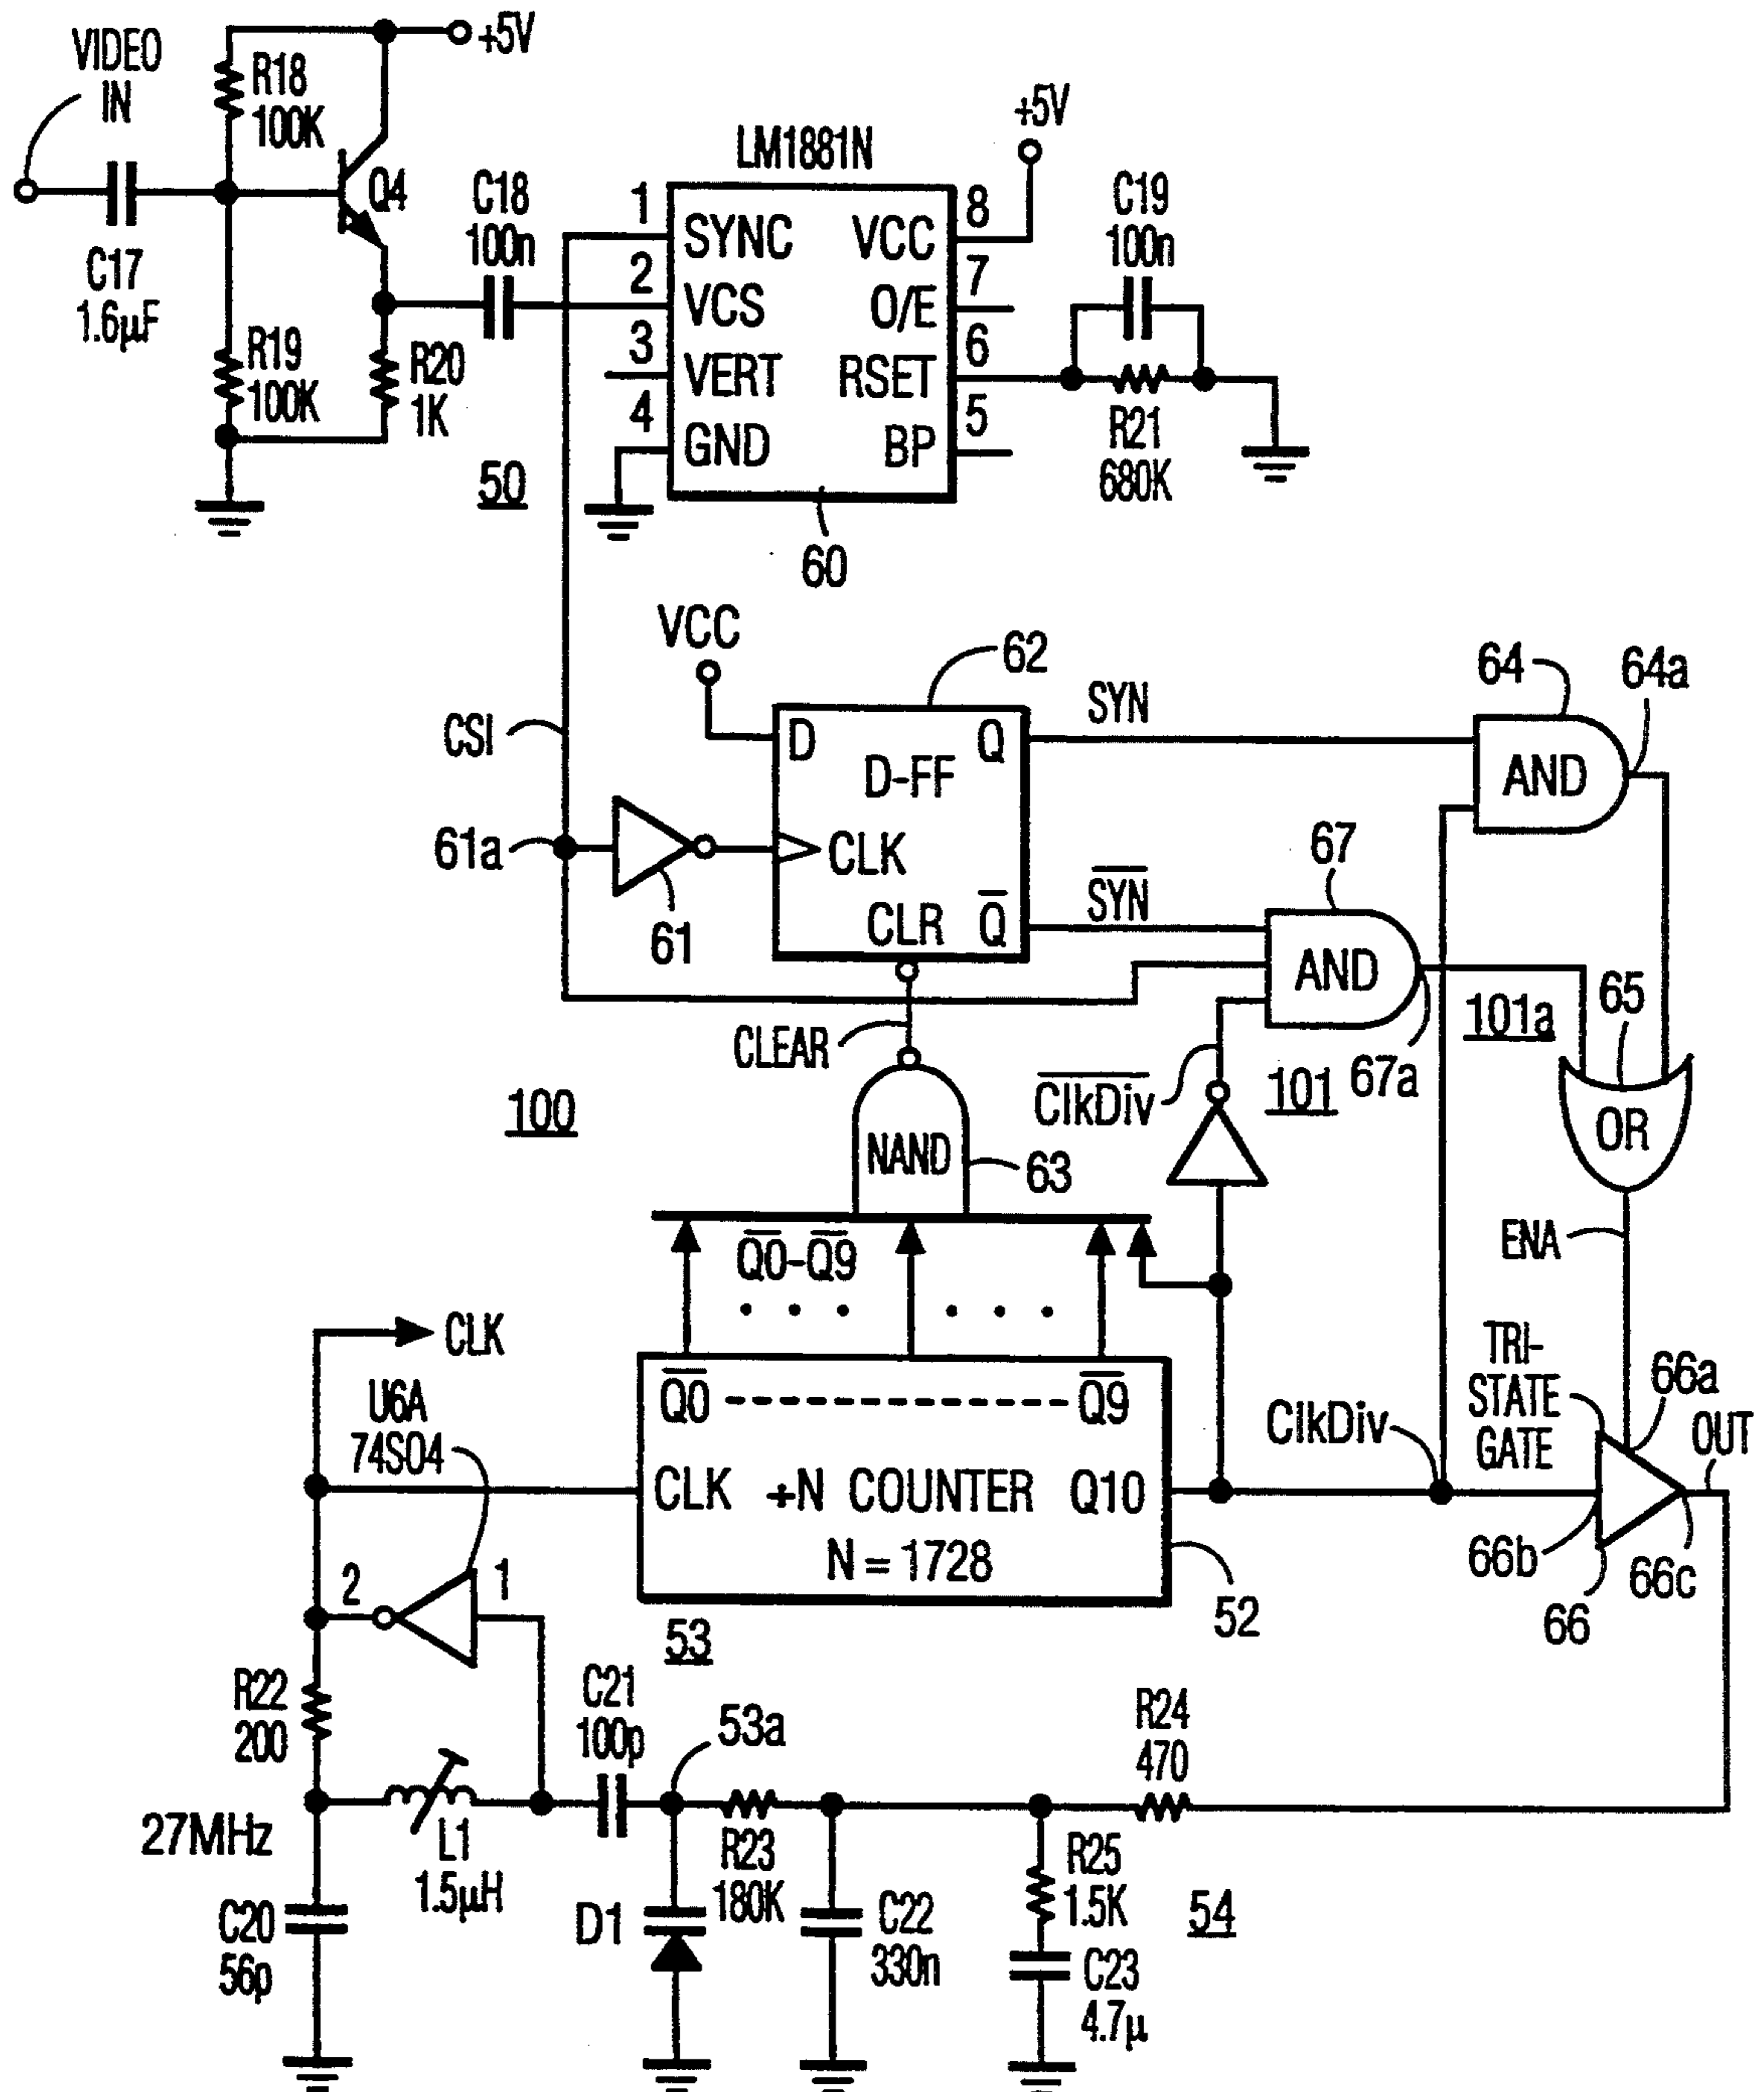 VIDEO
IN
+5V
R18
100K
Q4
C17
1.6µF
R19
100K
R20
1K
C18
100n
50
LM1881N
+5V
1
SYNC
VCC
8
2
VCS
O/E
7
3
VERT
RSET
6
4
GND
BP
5
60
C19
100n
R21
680K
VCC
62
CSI
D
Q
D-FF
CLK
CLR
Q̅
61a
61
SYN
S̅Y̅N̅
64
64a
AND
67
AND
67a
101a
65
OR
CLEAR
100
NAND
63
C̅l̅k̅D̅i̅v̅
101
Q̅0̅-Q̅9̅
ENA
CLK
U6A
74SO4
Q̅0̅
Q̅9̅
CLK
+N COUNTER
Q10
N = 1728
52
53
ClkDiv
TRI-
STATE
GATE
66a
OUT
66b
66
66c
2
1
R22
200
27MHz
C20
56p
L1
1.5µH
C21
100p
53a
D1
R23
180K
C22
330n
R24
470
R25
1.5K
C23
4.7µ
54